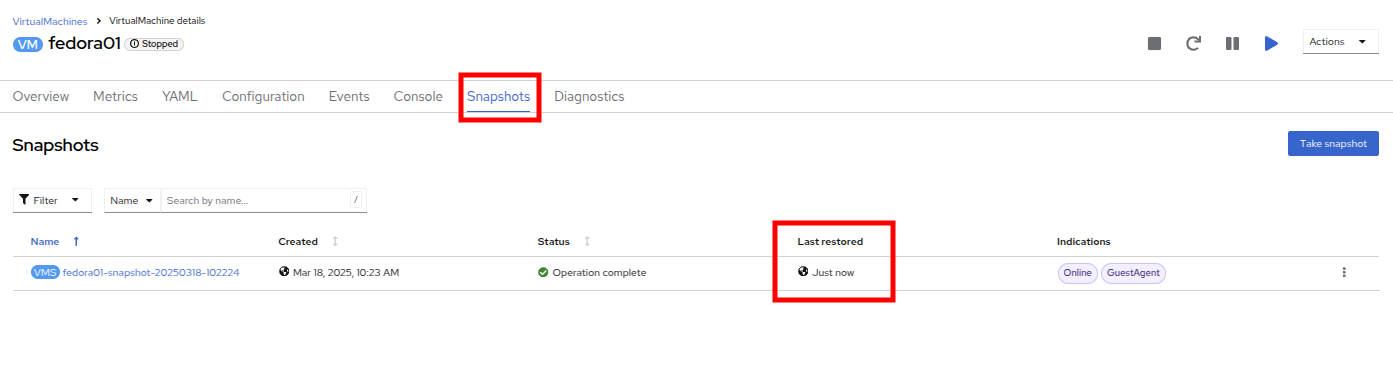 VirtualMachines > VirtualMachine details
VM fedora01 Stopped
Actions
Overview Metrics YAML Configuration Events Console Snapshots Diagnostics
Snapshots
Take snapshot
Filter Name Search by name... /
Name Created Status Last restored Indications
VMS fedora01-snapshot-20250318-102224 Mar 18, 2025, 10:23 AM Operation complete Just now Online GuestAgent